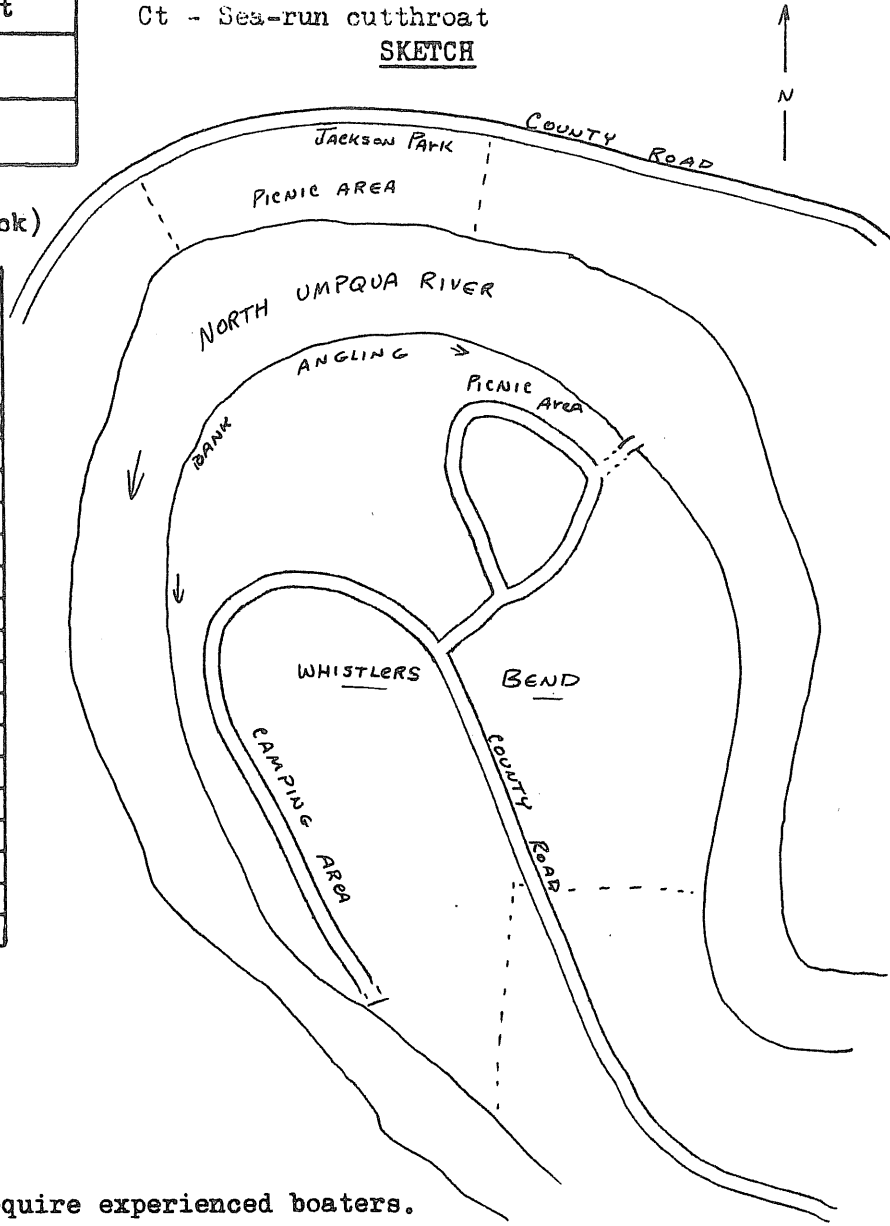 t
Ct - Sea-run cutthroat
SKETCH
N
COUNTY ROAD
JACKSON PARK
PICNIC AREA
ok)
NORTH UMPQUA RIVER
BANK ANGLING
PICNIC Area
WHISTLERS BEND
CAMPING AREA
COUNTY ROAD
quire experienced boaters.